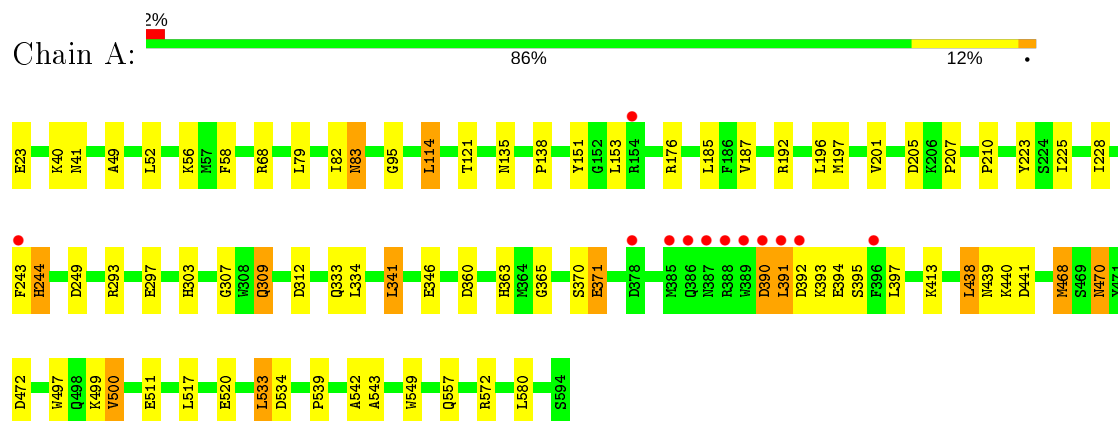 2%
Chain A:
86% 12% •
E23 K40 N41 A49 L52 K56 M57 F58 R68 L79 I82 N83 G95 L114 T121 N135 P138 Y151 G152 L153 R154 R176 L185 F186 V187 R192 L196 M197 V201 D205 K206 P207 P210 Y223 S224 I225 I228
F243 H244 D249 R293 E297 H303 G307 W308 Q309 D312 Q333 L334 L341 E346 D360 H363 M364 G365 S370 E371 D378 M385 Q386 N387 R388 W389 D390 L391 D392 K393 E394 S395 F396 L397 K413 L438 N439 K440 D441 M468 S469 N470 Y471
D472 W497 Q498 K499 V500 E511 L517 E520 L533 D534 P539 A542 A543 W549 Q557 R572 L580 S594